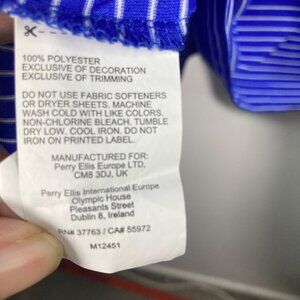 100% POLYESTER
EXCLUSIVE OF DECORATION
EXCLUSIVE OF TRIMMING
DO NOT USE FABRIC SOFTENERS
OR DRYER SHEETS. MACHINE
WASH COLD WITH LIKE COLORS.
NON-CHLORINE BLEACH. TUMBLE
DRY LOW. COOL IRON. DO NOT
IRON ON PRINTED LABEL.
MANUFACTURED FOR:
Perry Ellis Europe LTD,
CM8 3DJ, UK
Perry Ellis International Europe
Olympic House
Pleasants Street
Dublin 8, Ireland
RN# 37763 / CA# 55972
M12451